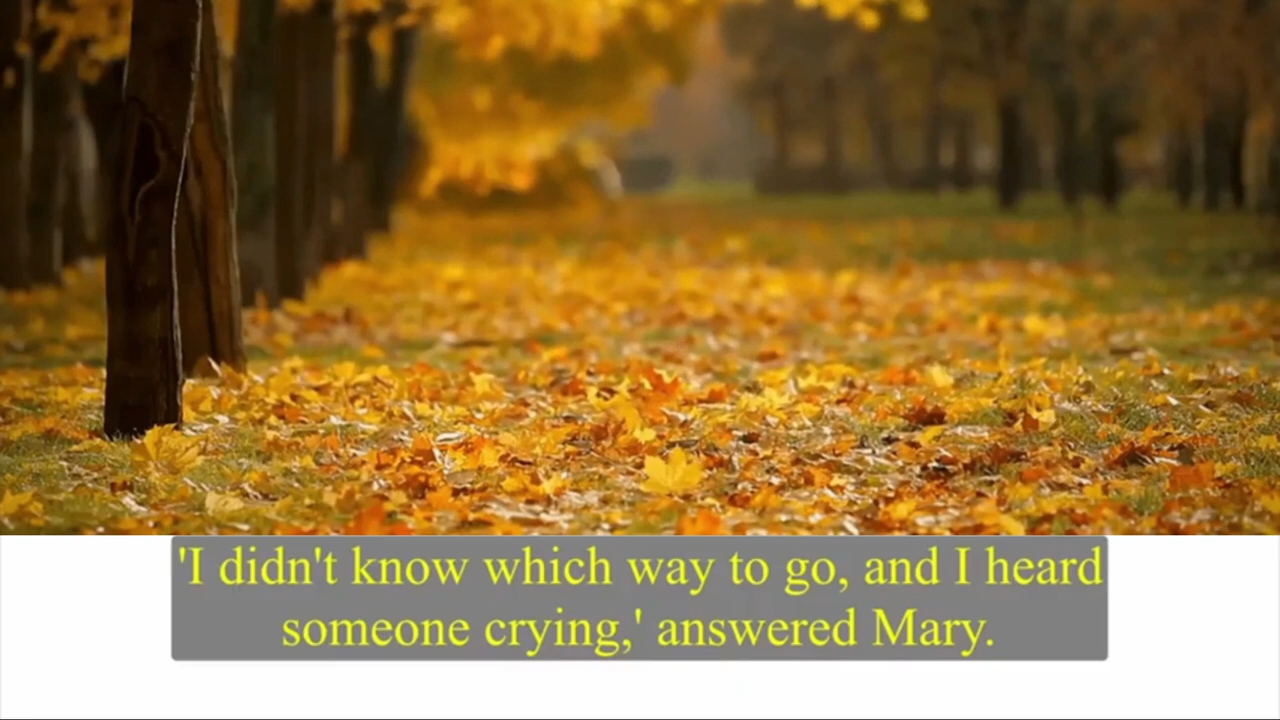 'I didn't know which way to go, and I heard
someone crying,' answered Mary.